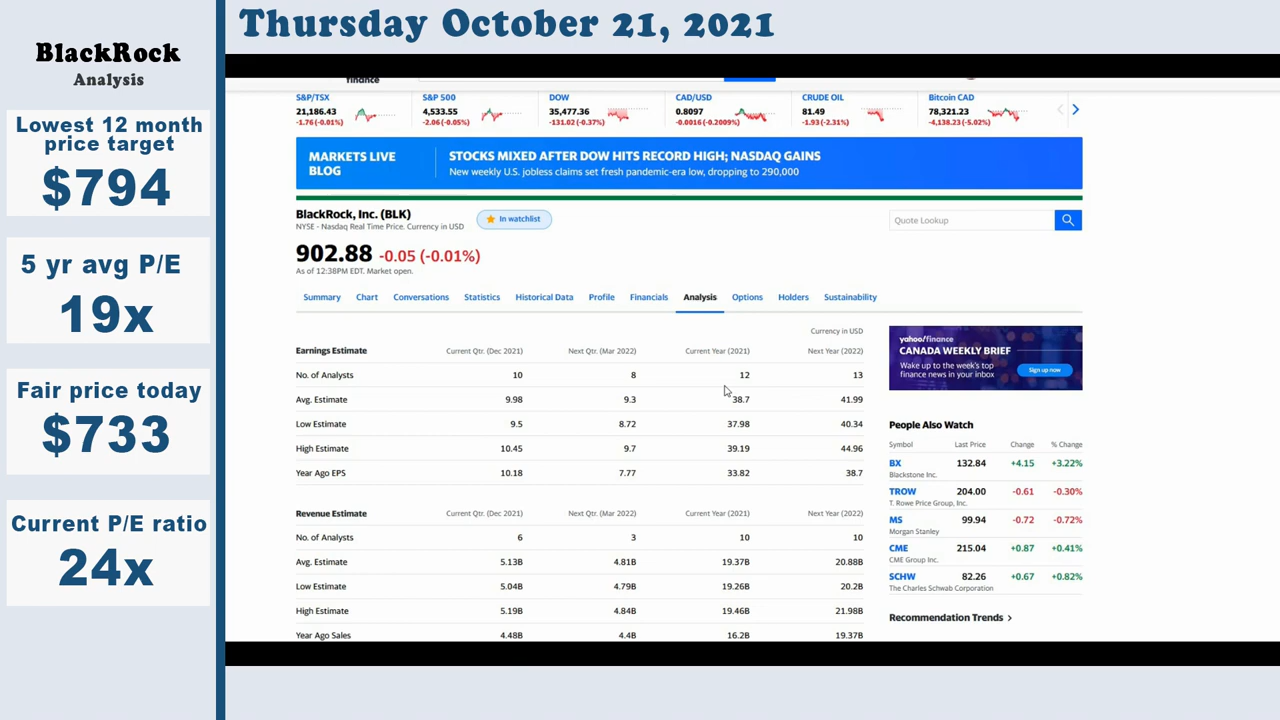 Thursday October 21, 2021
BlackRock
Analysis
Lowest 12 month
price target
$794
5 yr avg P/E
19x
Fair price today
$733
Current P/E ratio
24x
finance
S&P/TSX
21,186.43
-1.76 (-0.01%)
S&P 500
4,533.55
-2.06 (-0.05%)
DOW
35,477.36
-131.02 (-0.37%)
CAD/USD
0.8097
-0.0016 (-0.2009%)
CRUDE OIL
81.49
-1.93 (-2.31%)
Bitcoin CAD
78,321.23
-4,138.23 (-5.02%)
MARKETS LIVE
BLOG
STOCKS MIXED AFTER DOW HITS RECORD HIGH; NASDAQ GAINS
New weekly U.S. jobless claims set fresh pandemic-era low, dropping to 290,000
BlackRock, Inc. (BLK)
NYSE - Nasdaq Real Time Price. Currency in USD
In watchlist
Quote Lookup
902.88 -0.05 (-0.01%)
As of 12:38PM EDT. Market open.
Summary Chart Conversations Statistics Historical Data Profile Financials Analysis Options Holders Sustainability
Currency in USD
Earnings Estimate Current Qtr. (Dec 2021) Next Qtr. (Mar 2022) Current Year (2021) Next Year (2022)
No. of Analysts 10 8 12 13
Avg. Estimate 9.98 9.3 38.7 41.99
Low Estimate 9.5 8.72 37.98 40.34
High Estimate 10.45 9.7 39.19 44.96
Year Ago EPS 10.18 7.77 33.82 38.7
Revenue Estimate Current Qtr. (Dec 2021) Next Qtr. (Mar 2022) Current Year (2021) Next Year (2022)
No. of Analysts 6 3 10 10
Avg. Estimate 5.13B 4.81B 19.37B 20.88B
Low Estimate 5.04B 4.79B 19.26B 20.2B
High Estimate 5.19B 4.84B 19.46B 21.98B
Year Ago Sales 4.48B 4.4B 16.2B 19.37B
yahoo!finance
CANADA WEEKLY BRIEF
Wake up to the week's top
finance news in your inbox
Sign up now
People Also Watch
Symbol Last Price Change % Change
BX 132.84 +4.15 +3.22%
Blackstone Inc.
TROW 204.00 -0.61 -0.30%
T. Rowe Price Group, Inc.
MS 99.94 -0.72 -0.72%
Morgan Stanley
CME 215.04 +0.87 +0.41%
CME Group Inc.
SCHW 82.26 +0.67 +0.82%
The Charles Schwab Corporation
Recommendation Trends >